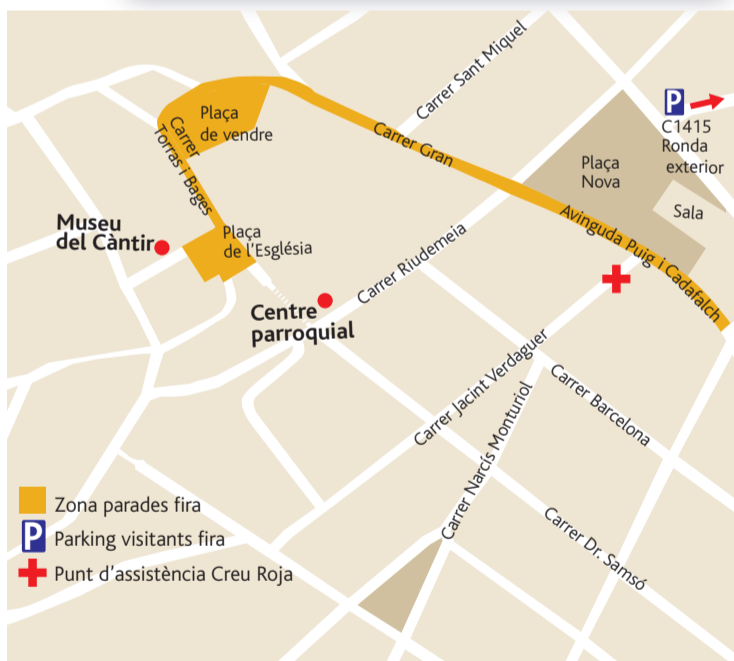 Carrer Sant Miquel
P
C1415
Ronda
exterior
Plaça
de vendre
Carrer
Torras i Bages
Carrer Gran
Plaça
Nova
Sala
Avinguda Puig i Cadafalch
Museu
del Càntir
Plaça
de l'Església
Carrer Riudemeia
Centre
parroquial
Carrer Jacint Verdaguer
Carrer Barcelona
Carrer Narcís Monturiol
Carrer Dr. Samsó
Zona parades fira
P Parking visitants fira
Punt d'assistència Creu Roja